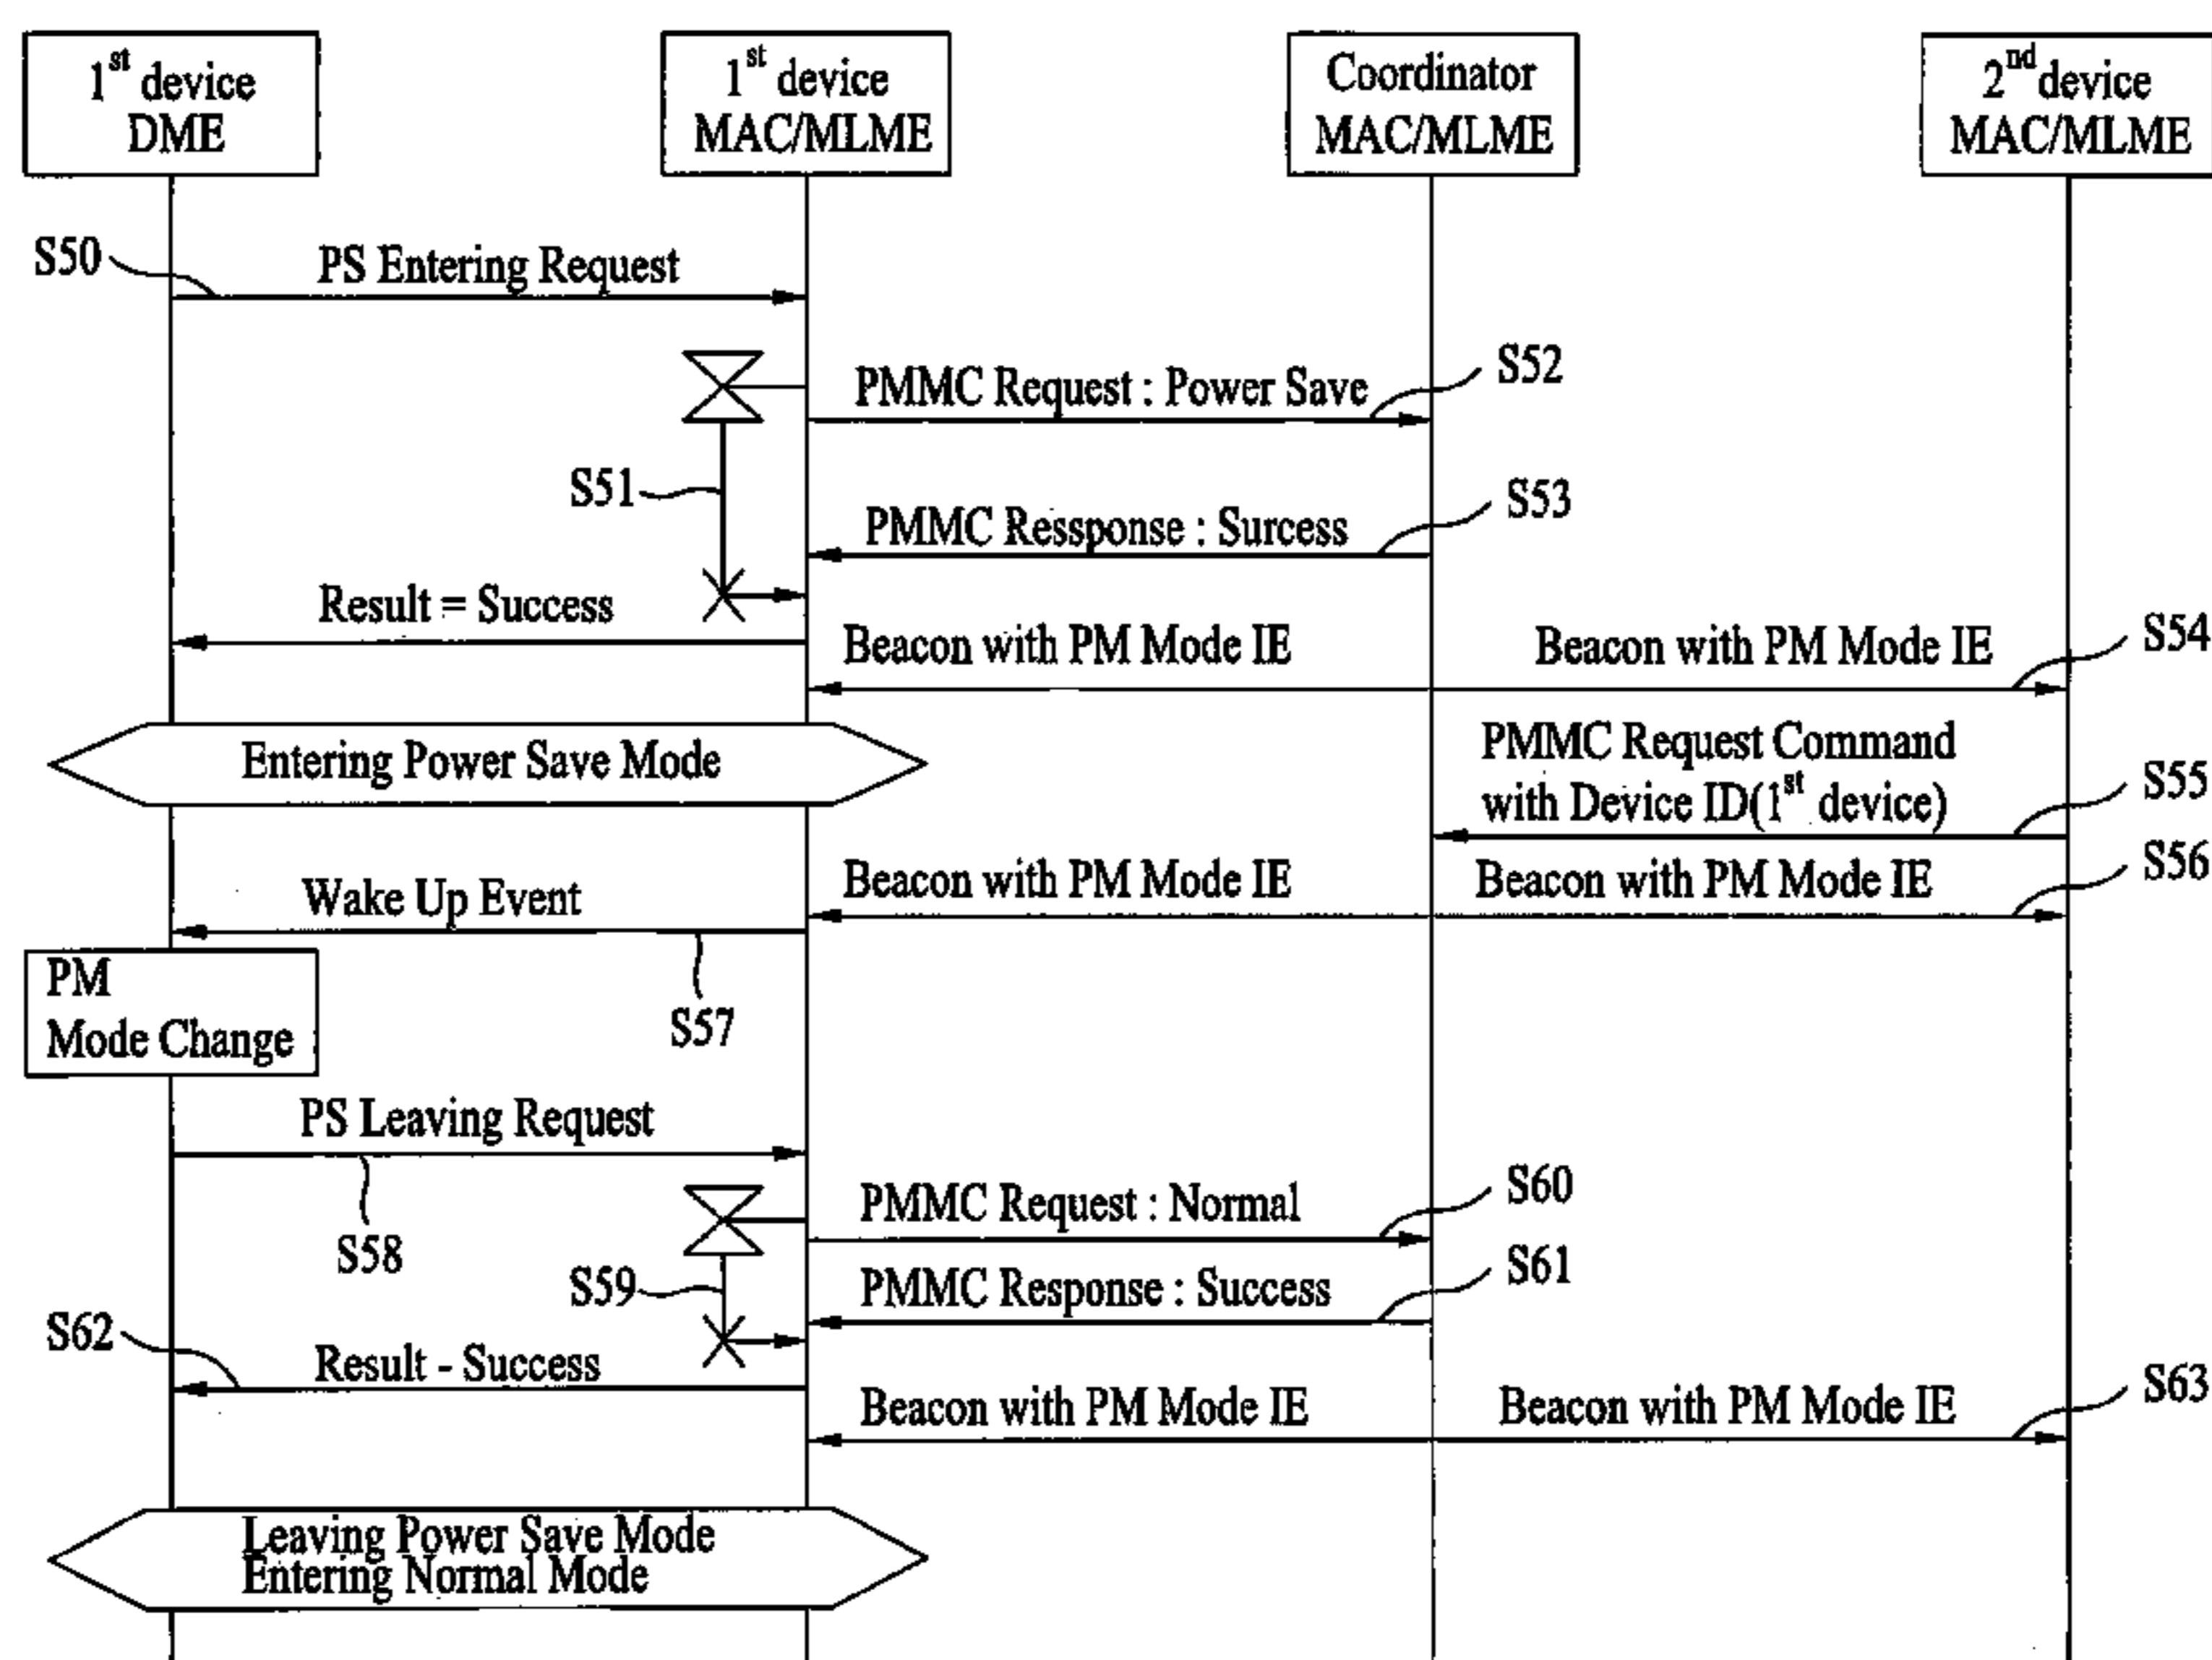 1st device
DME
1st device
MAC/MLME
Coordinator
MAC/MLME
2nd device
MAC/MLME
S50
PS Entering Request
PMMC Request : Power Save
S52
S51
PMMC Ressponse : Surcess
S53
Result = Success
Beacon with PM Mode IE
Beacon with PM Mode IE
S54
Entering Power Save Mode
PMMC Request Command
with Device ID(1st device)
S55
Wake Up Event
Beacon with PM Mode IE
Beacon with PM Mode IE
S56
PM
Mode Change
S57
PS Leaving Request
S58
PMMC Request : Normal
S60
S59
PMMC Response : Success
S61
S62
Result - Success
Beacon with PM Mode IE
Beacon with PM Mode IE
S63
Leaving Power Save Mode
Entering Normal Mode